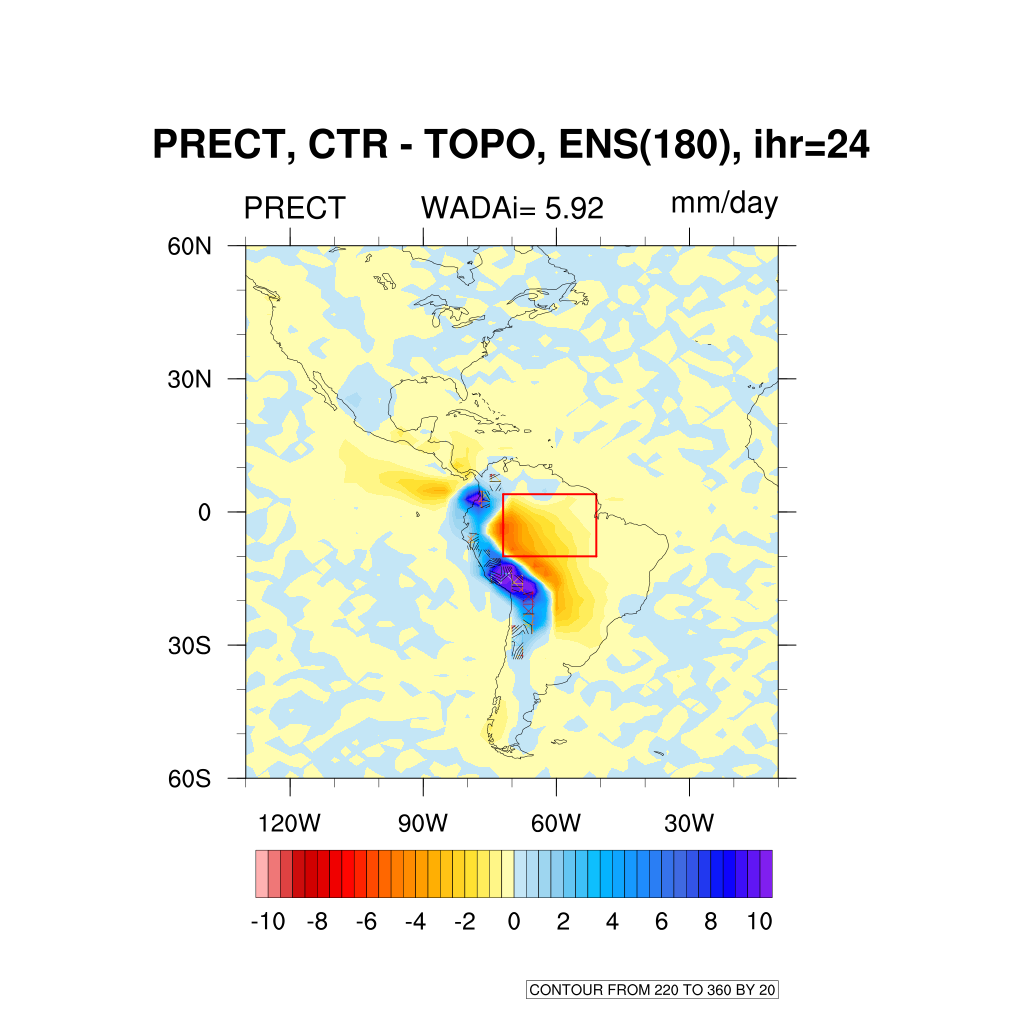 PRECT, CTR - TOPO, ENS(180), ihr=24
PRECT WADAi= 5.92 mm/day
60N
30N
0
30S
60S
120W 90W 60W 30W
-10 -8 -6 -4 -2 0 2 4 6 8 10
CONTOUR FROM 220 TO 360 BY 20